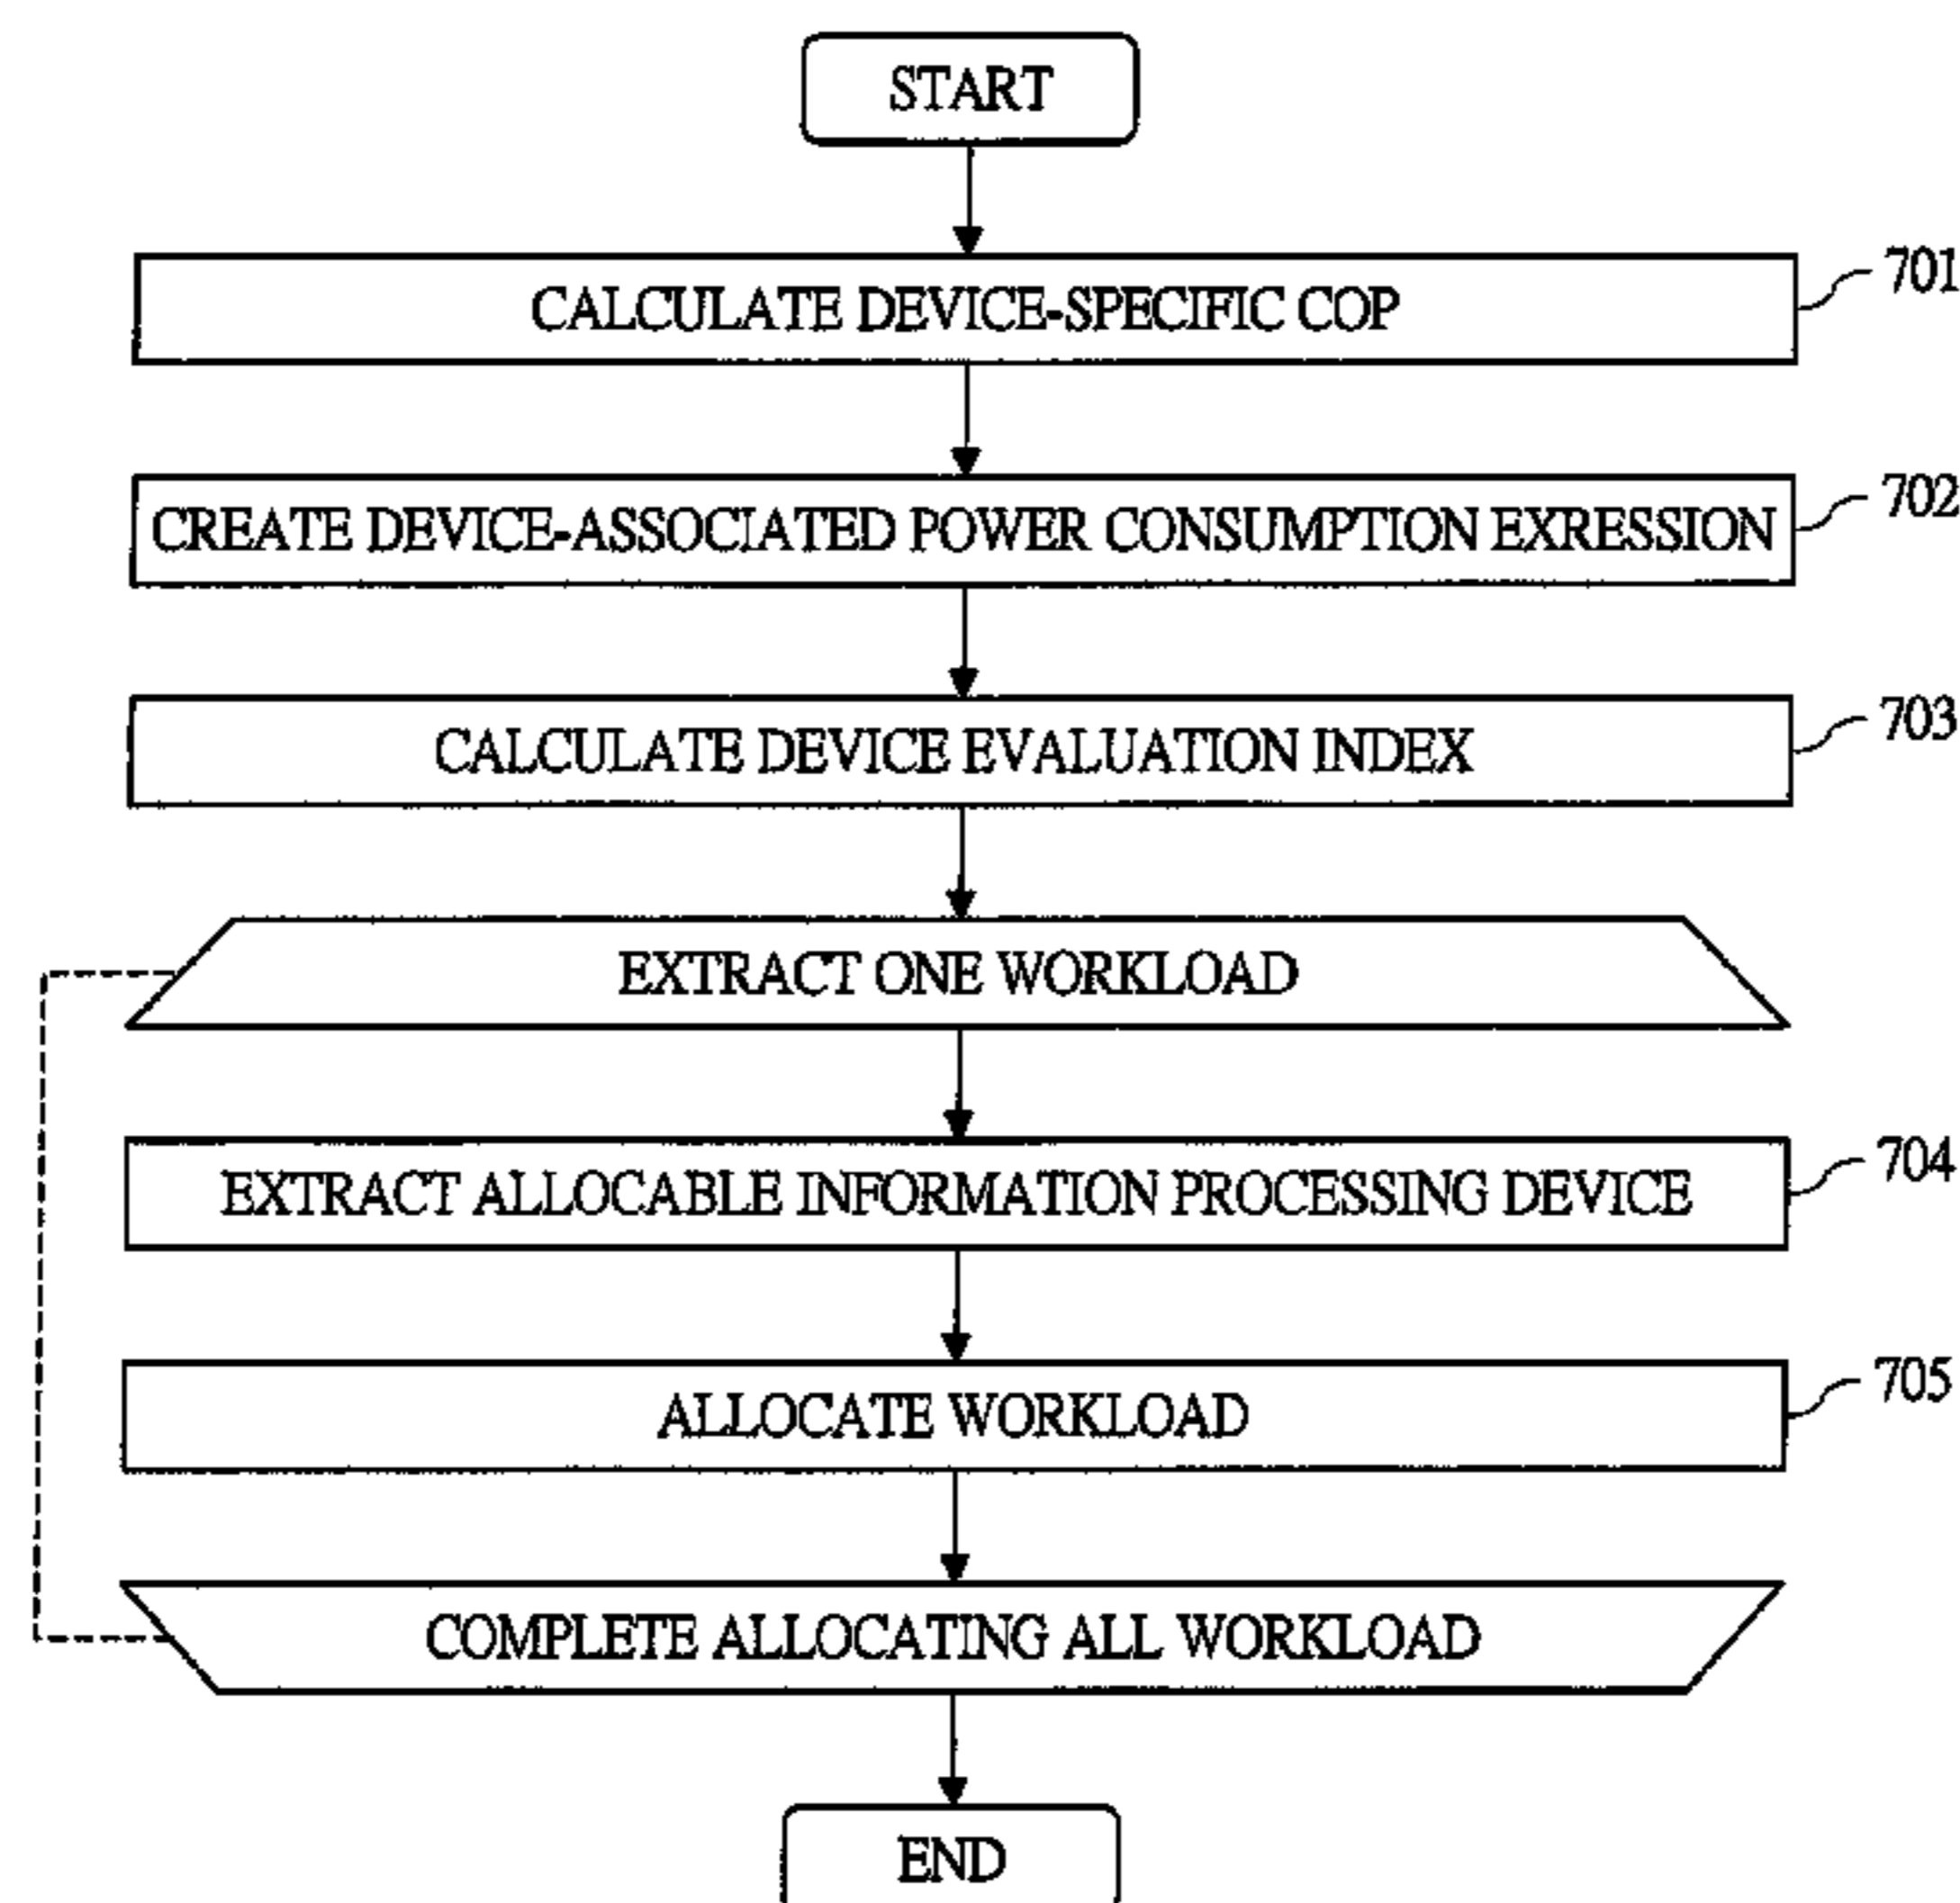 START
CALCULATE DEVICE-SPECIFIC COP
701
CREATE DEVICE-ASSOCIATED POWER CONSUMPTION EXRESSION
702
CALCULATE DEVICE EVALUATION INDEX
703
EXTRACT ONE WORKLOAD
EXTRACT ALLOCABLE INFORMATION PROCESSING DEVICE
704
ALLOCATE WORKLOAD
705
COMPLETE ALLOCATING ALL WORKLOAD
END